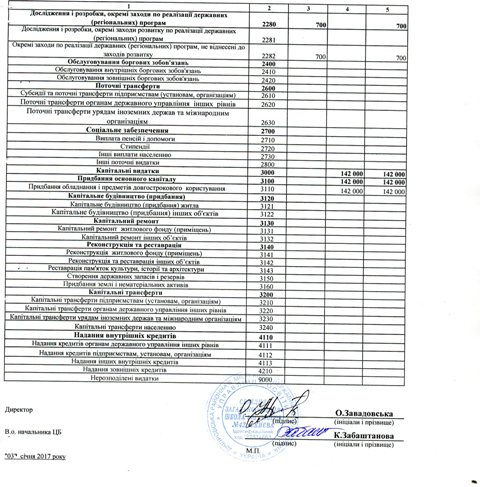 1 2 3 4 5
Дослідження і розробки, окремі заходи по реалізації державних
(регіональних) програм 2280 700 700
Дослідження і розробки, окремі заходи розвитку по реалізації державних
(регіональних) програм 2281
Окремі заходи по реалізації державних (регіональних) програм, не віднесені до
заходів розвитку 2282 700 700
Обслуговування боргових зобов'язань 2400
Обслуговування внутрішніх боргових зобов'язань 2410
Обслуговування зовнішніх боргових зобов'язань 2420
Поточні трансферти 2600
Субсидії та поточні трансферти підприємствам (установам, організаціям) 2610
Поточні трансферти органам державного управління інших рівнів 2620
Поточні трансферти урядам іноземних держав та міжнародним
організаціям 2630
Соціальне забезпечення 2700
Виплата пенсій і допомоги 2710
Стипендії 2720
Інші виплати населенню 2730
Інші поточні видатки 2800
Капітальні видатки 3000 142 000 142 000
Придбання основного капіталу 3100 142 000 142 000
Придбання обладнання і предметів довгострокового користування 3110 142 000 142 000
Капітальне будівництво (придбання) 3120
Капітальне будівництво (придбання) житла 3121
Капітальне будівництво (придбання) інших об'єктів 3122
Капітальний ремонт 3130
Капітальний ремонт житлового фонду (приміщень) 3131
Капітальний ремонт інших об'єктів 3132
Реконструкція та реставрація 3140
Реконструкція житлового фонду (приміщень) 3141
Реконструкція та реставрація інших об'єктів 3142
Реставрація пам'яток культури, історії та архітектури 3143
Створення державних запасів і резервів 3150
Придбання землі і нематеріальних активів 3160
Капітальні трансферти 3200
Капітальні трансферти підприємствам (установам, організаціям) 3210
Капітальні трансферти органам державного управління інших рівнів 3220
Капітальні трансферти урядам іноземних держав та міжнародним організаціям 3230
Капітальні трансферти населенню 3240
Надання внутрішніх кредитів 4110
Надання кредитів органам державного управління інших рівнів 4111
Надання кредитів підприємствам, установам, організаціям 4112
Надання інших внутрішніх кредитів 4113
Надання зовнішніх кредитів 4210
Нерозподілені видатки 9000
Директор О.Завадовська
(підпис) (ініціали і прізвище)
В.о. начальника ЦБ К.Забаштанова
(підпис) (ініціали і прізвище)
"03" січня 2017 року М.П.